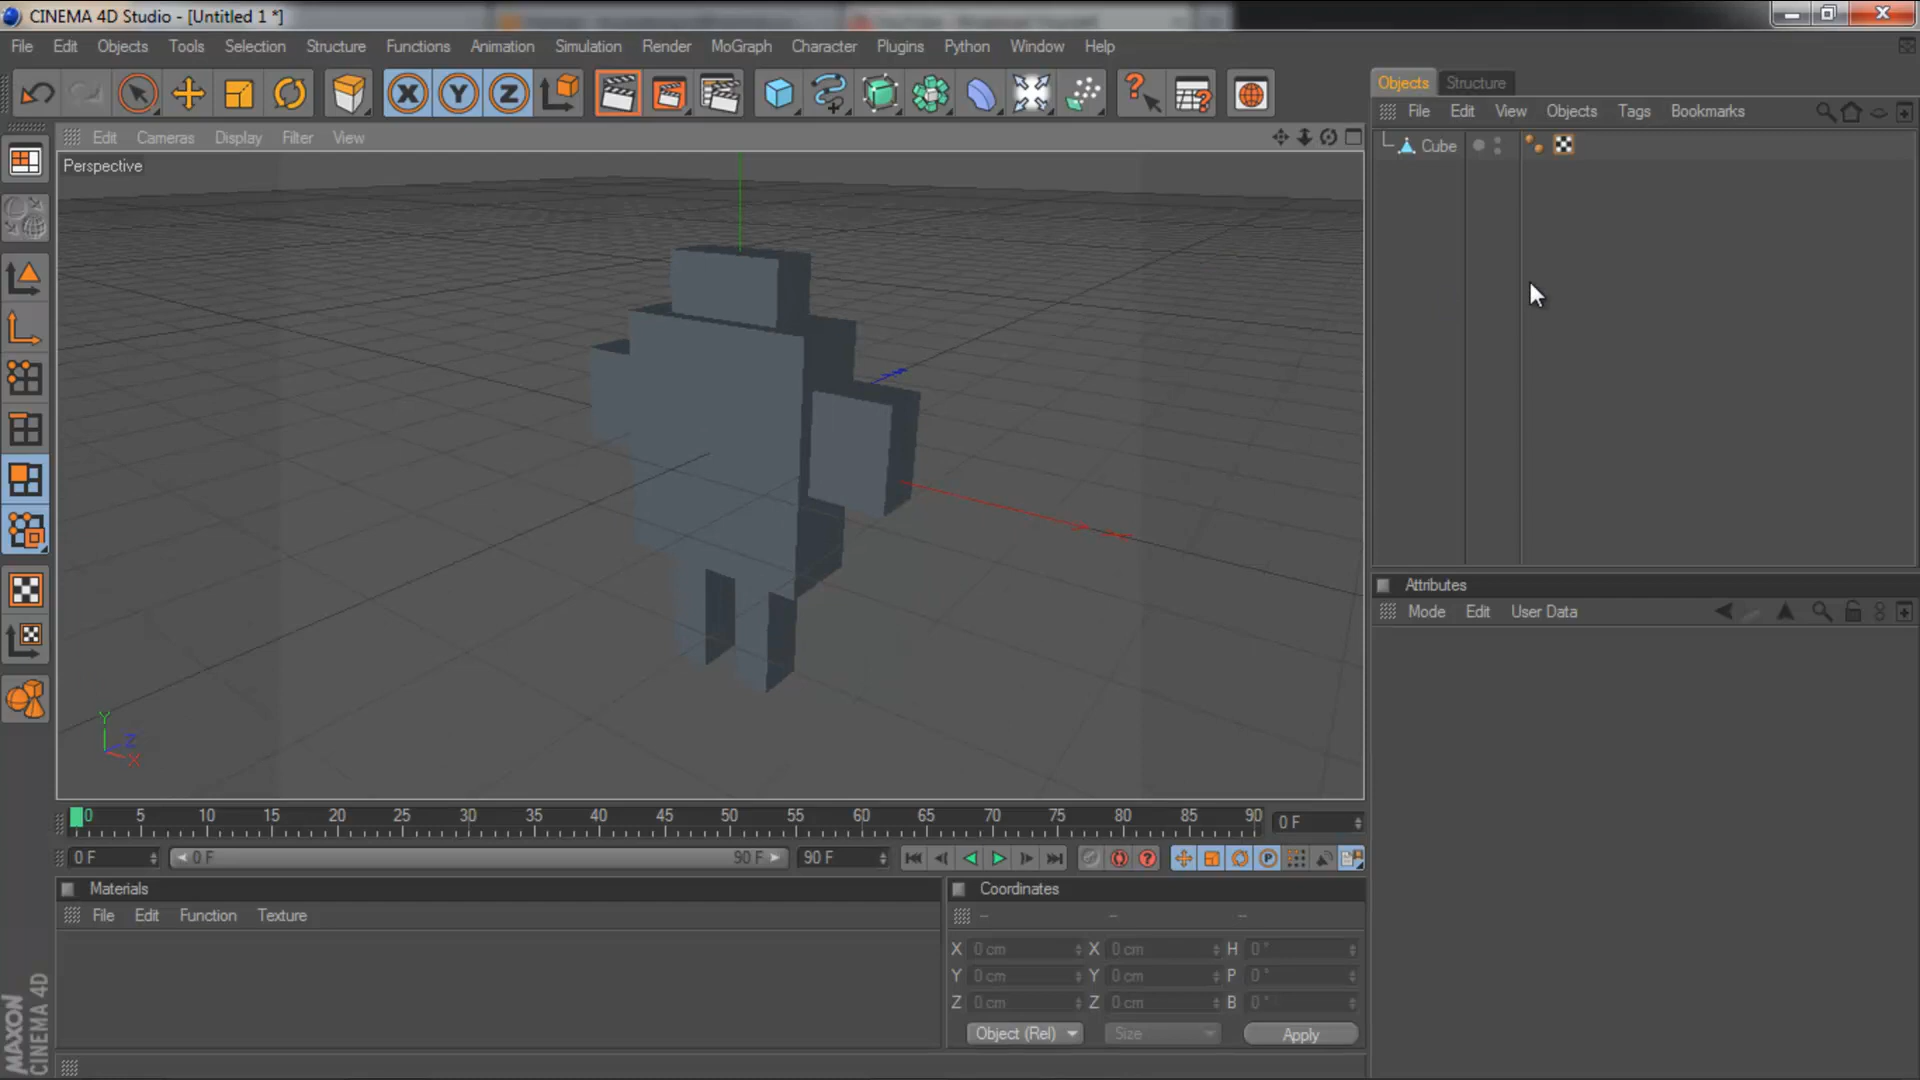 CINEMA 4D Studio - [Untitled 1 *]
File Edit Objects Tools Selection Structure Functions Animation Simulation Render MoGraph Character Plugins Python Window Help
X Y Z
Objects Structure
File Edit View Objects Tags Bookmarks
Edit Cameras Display Filter View
Cube
Perspective
Attributes
Mode Edit User Data
Y
Z
X
0 5 10 15 20 25 30 35 40 45 50 55 60 65 70 75 80 85 90 0 F
0 F 0 F 90 F 90 F
Materials
File Edit Function Texture
Coordinates
– – –
X 0 cm X 0 cm H 0 °
Y 0 cm Y 0 cm P 0 °
Z 0 cm Z 0 cm B 0 °
Object (Rel) Size Apply
MAXON
CINEMA 4D